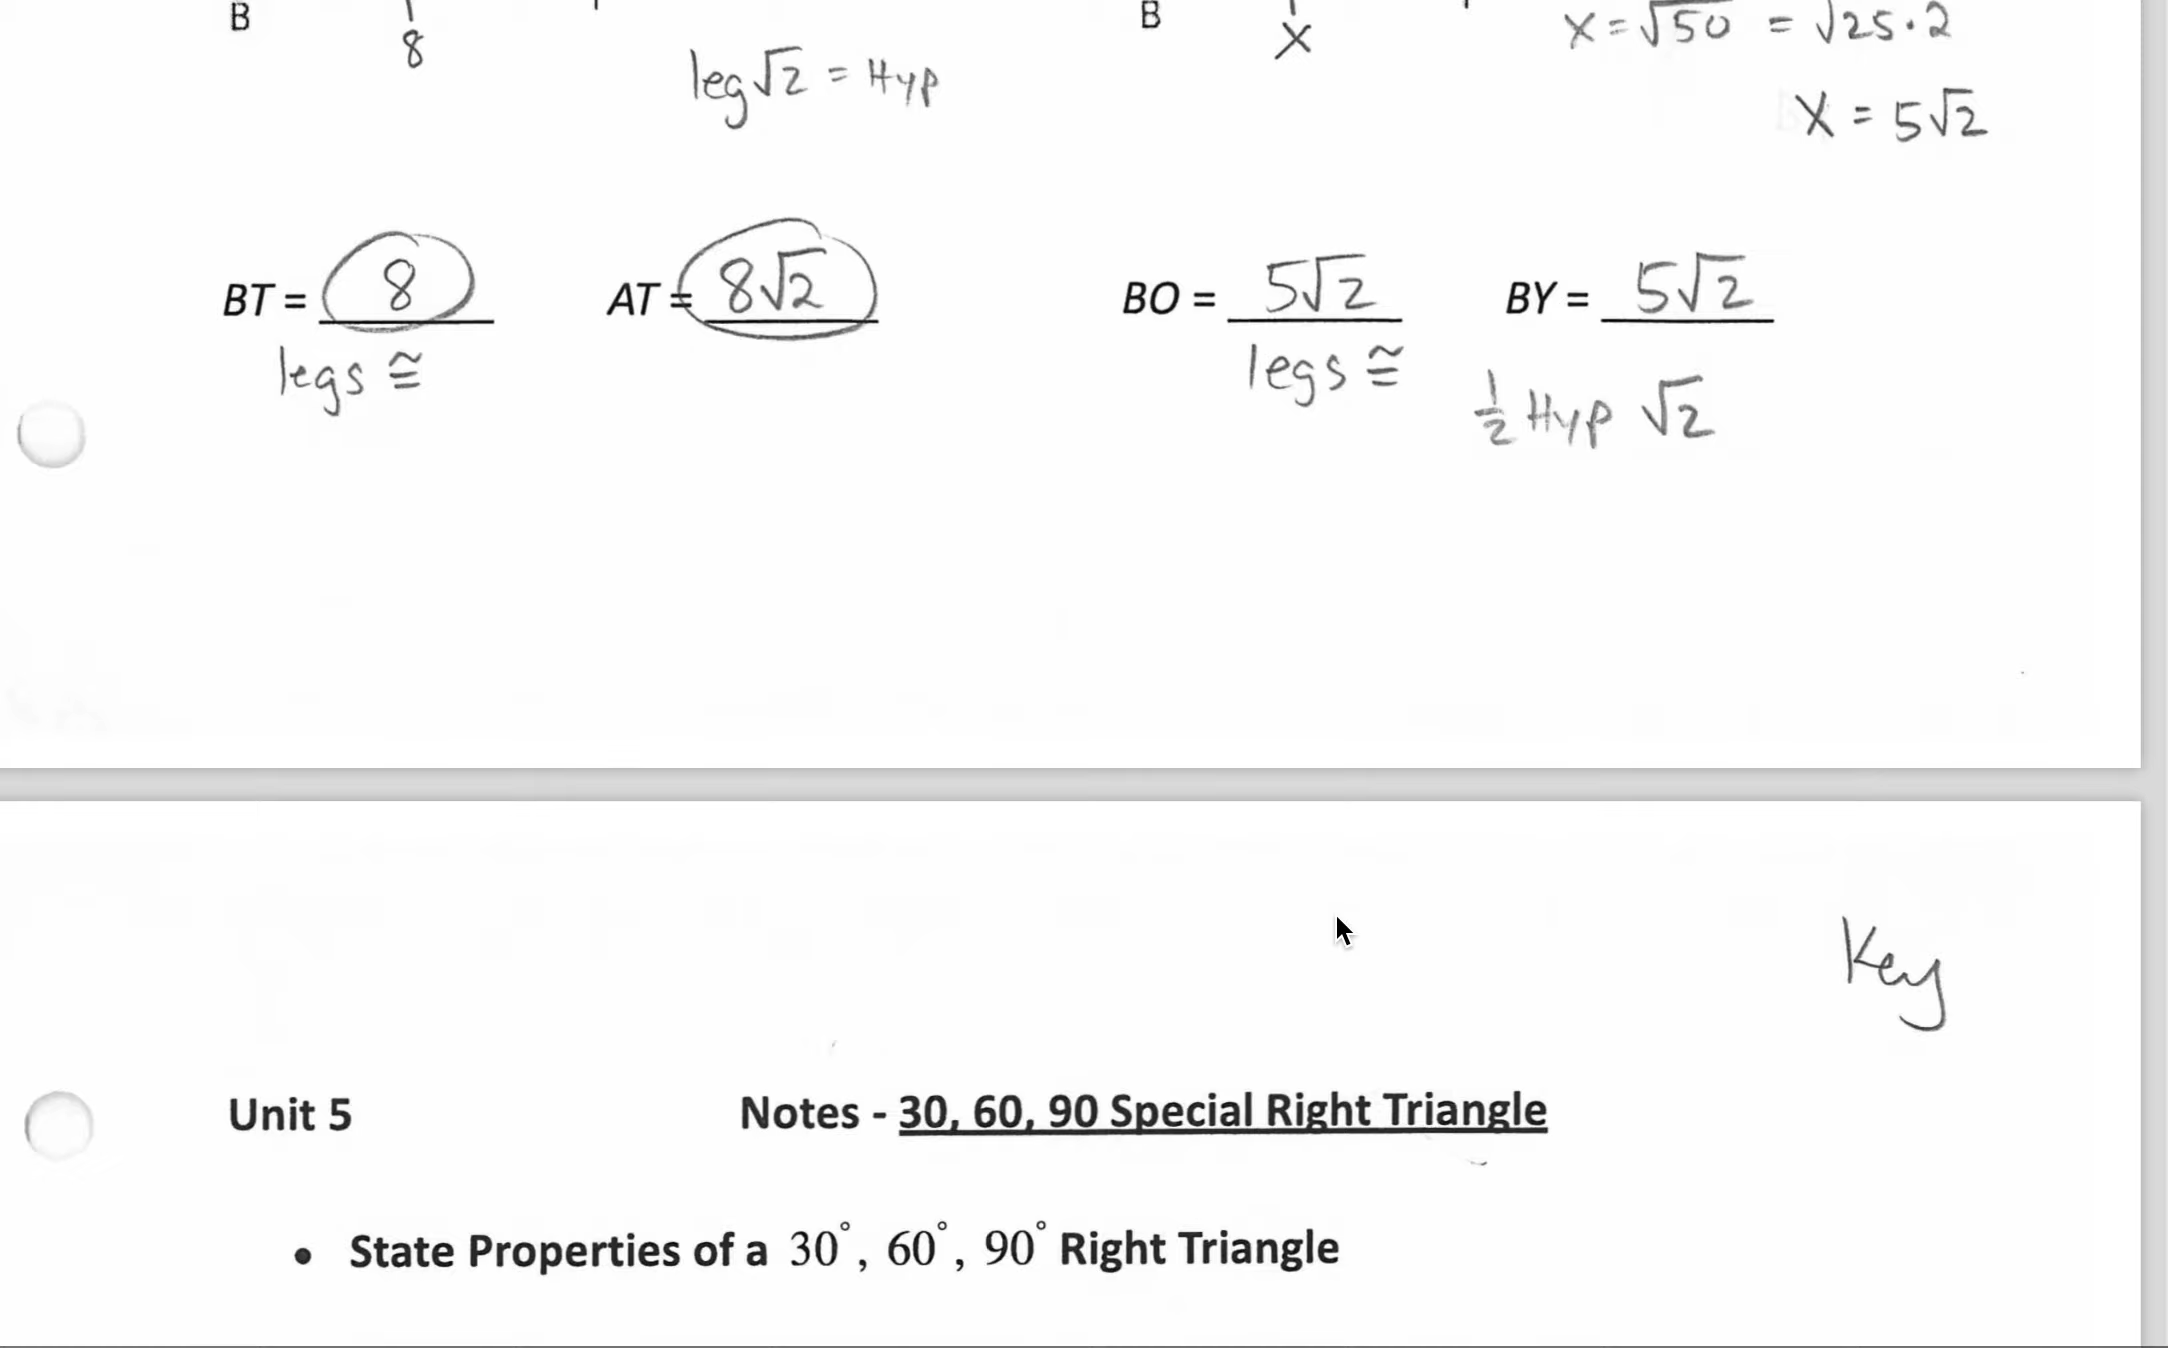 B 8 B x x = √50 = √25·2
leg√2 = Hyp x = 5√2
BT = 8 AT = 8√2 BO = 5√2 BY = 5√2
legs ≅ legs ≅ 1/2 Hyp √2
Key
Unit 5 Notes - 30, 60, 90 Special Right Triangle
• State Properties of a 30°, 60°, 90° Right Triangle